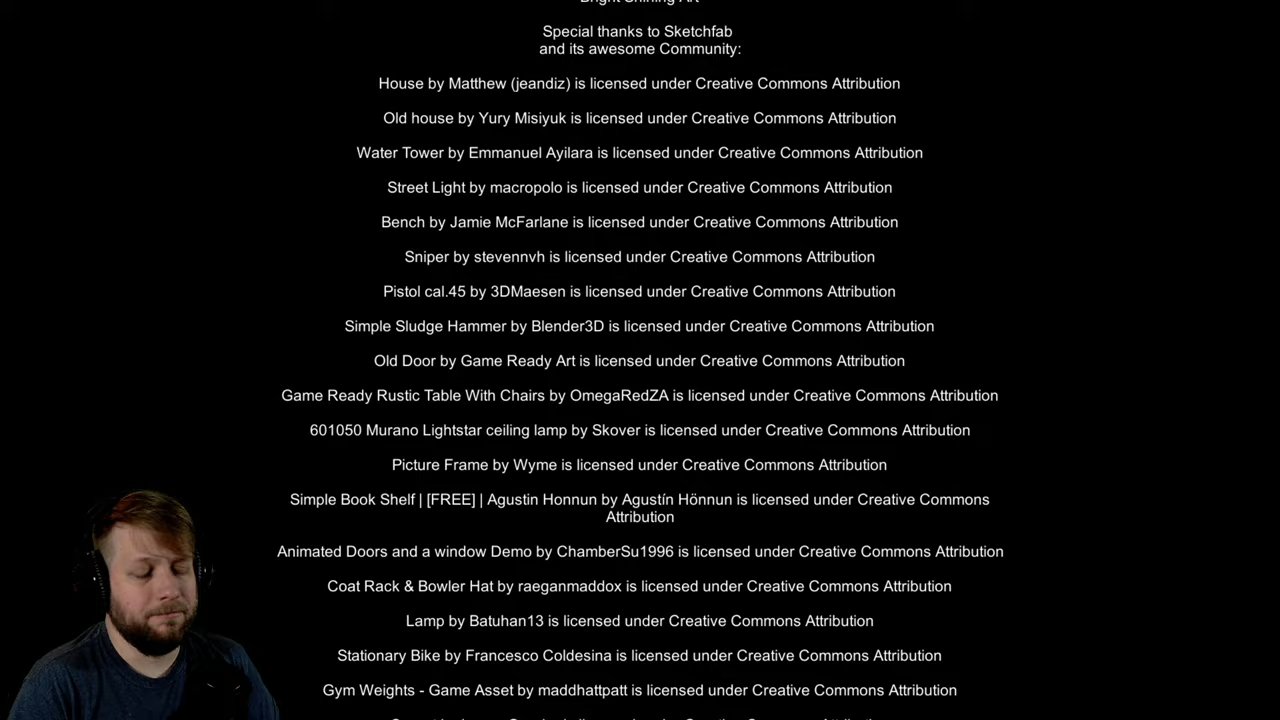 Bright Shining Art
Special thanks to Sketchfab
and its awesome Community:
House by Matthew (jeandiz) is licensed under Creative Commons Attribution
Old house by Yury Misiyuk is licensed under Creative Commons Attribution
Water Tower by Emmanuel Ayilara is licensed under Creative Commons Attribution
Street Light by macropolo is licensed under Creative Commons Attribution
Bench by Jamie McFarlane is licensed under Creative Commons Attribution
Sniper by stevennvh is licensed under Creative Commons Attribution
Pistol cal.45 by 3DMaesen is licensed under Creative Commons Attribution
Simple Sludge Hammer by Blender3D is licensed under Creative Commons Attribution
Old Door by Game Ready Art is licensed under Creative Commons Attribution
Game Ready Rustic Table With Chairs by OmegaRedZA is licensed under Creative Commons Attribution
601050 Murano Lightstar ceiling lamp by Skover is licensed under Creative Commons Attribution
Picture Frame by Wyme is licensed under Creative Commons Attribution
Simple Book Shelf | [FREE] | Agustin Honnun by Agustín Hönnun is licensed under Creative Commons
Attribution
Animated Doors and a window Demo by ChamberSu1996 is licensed under Creative Commons Attribution
Coat Rack & Bowler Hat by raeganmaddox is licensed under Creative Commons Attribution
Lamp by Batuhan13 is licensed under Creative Commons Attribution
Stationary Bike by Francesco Coldesina is licensed under Creative Commons Attribution
Gym Weights - Game Asset by maddhattpatt is licensed under Creative Commons Attribution